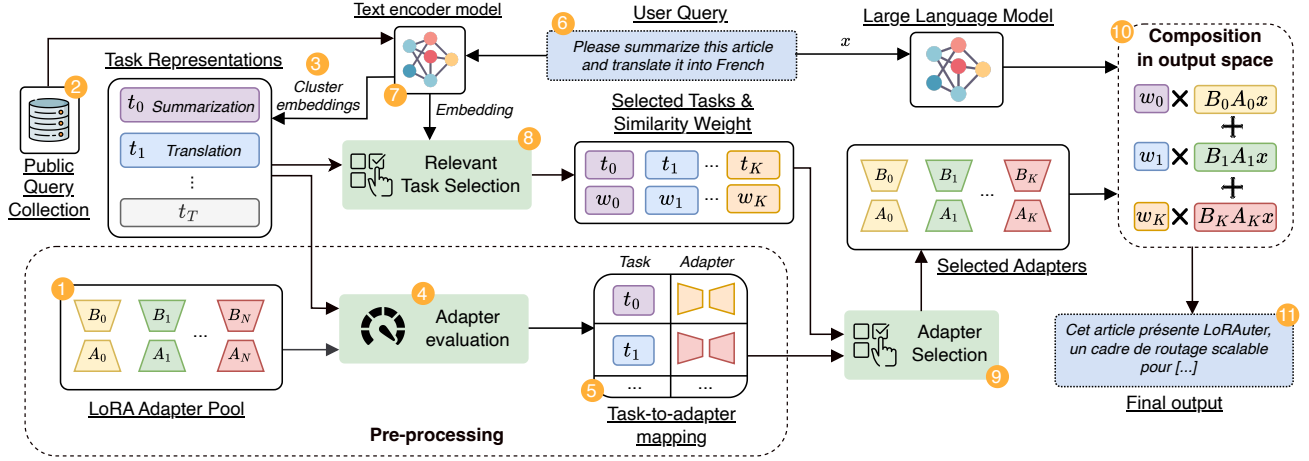 Text encoder model
User Query
Large Language Model
6
Please summarize this article
and translate it into French
x
10
Composition
in output space
w0 × B0A0x
+
w1 × B1A1x
+
wK × BKAKx
2
Public
Query
Collection
Task Representations
3
Cluster
embeddings
7
Embedding
t0 Summarization
t1 Translation
⋮
tT
8
Relevant
Task Selection
Selected Tasks &
Similarity Weight
t0 t1 ... tK
w0 w1 ... wK
B0 B1 ... BK
A0 A1 AK
Selected Adapters
1
B0 B1 ... BN
A0 A1 AN
LoRA Adapter Pool
4
Adapter
evaluation
Task Adapter
t0
t1
... ...
5
Task-to-adapter
mapping
Pre-processing
Adapter
Selection
9
11
Cet article présente LoRAuter,
un cadre de routage scalable
pour [...]
Final output